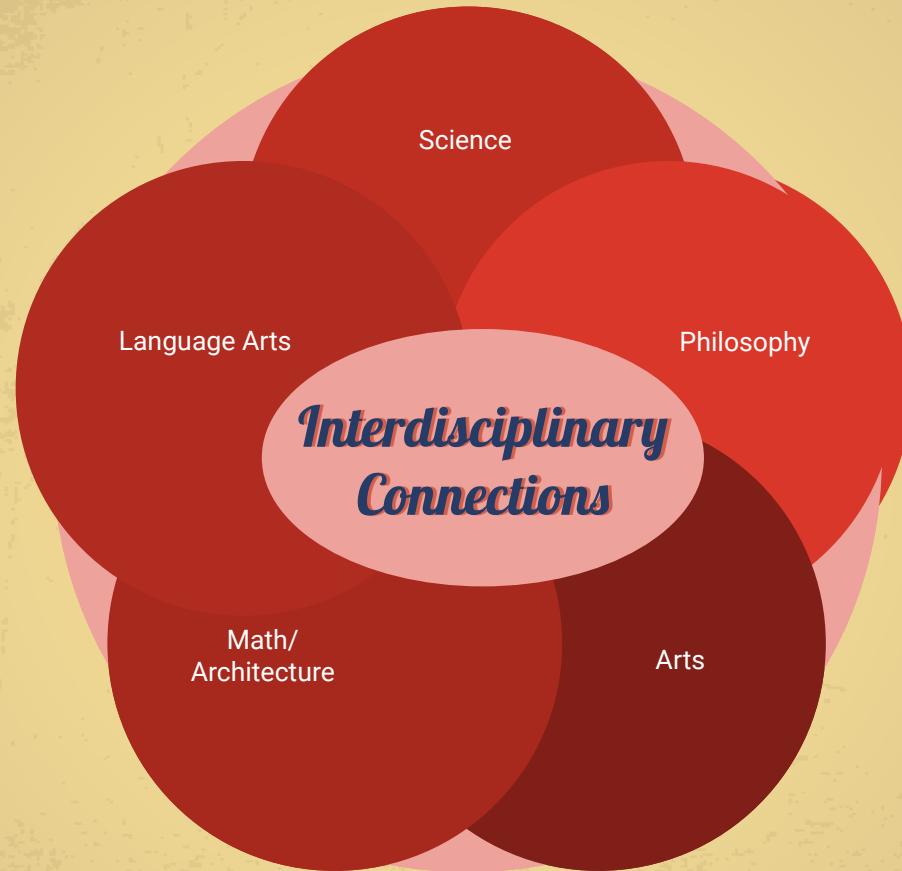 Science
Language Arts
Philosophy
Interdisciplinary
Connections
Math/
Architecture
Arts